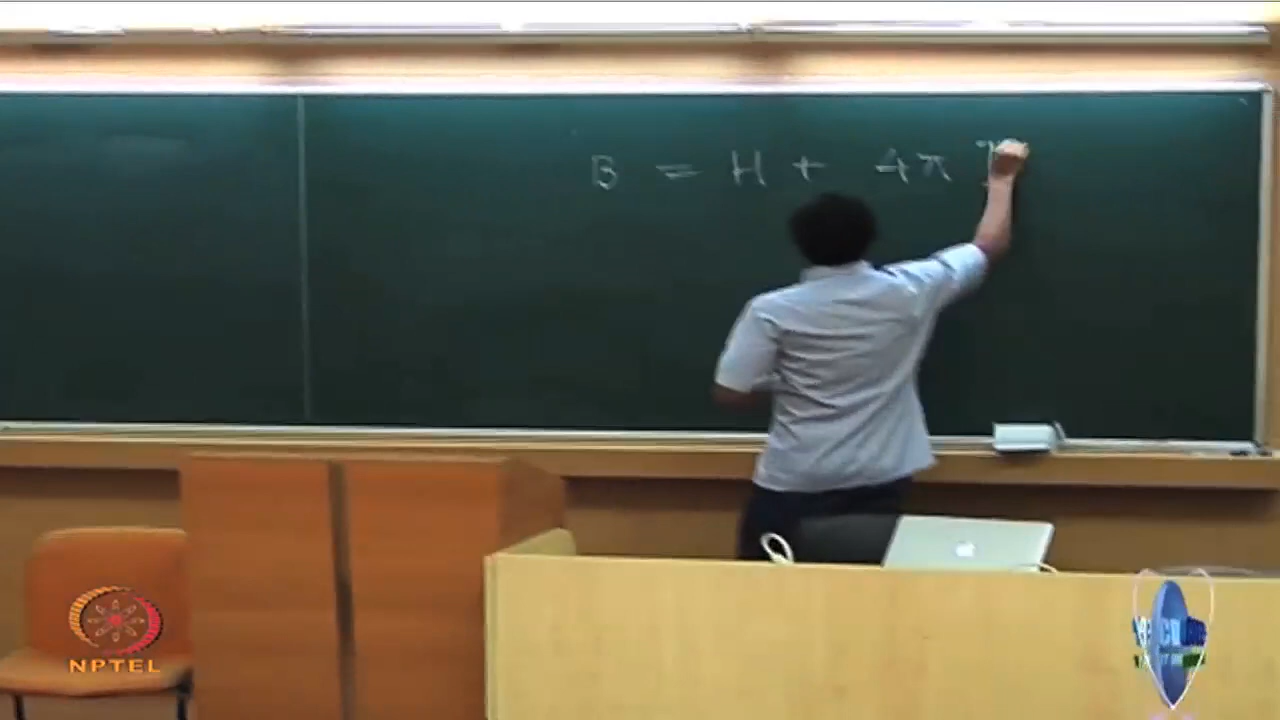 B = H + 4π
NPTEL